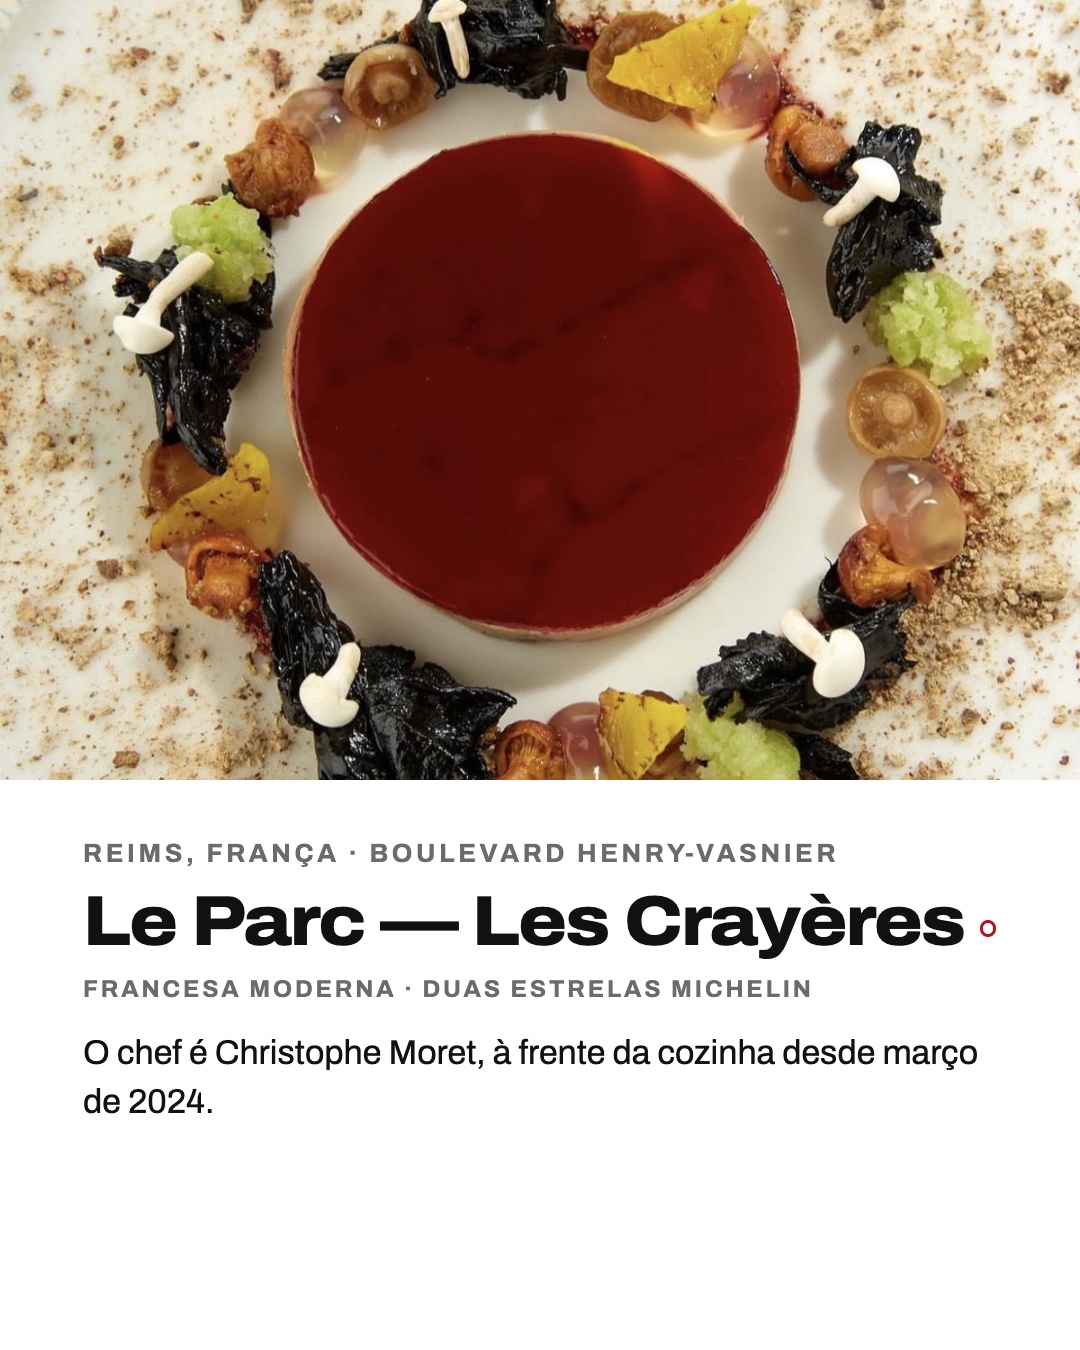 REIMS, FRANÇA · BOULEVARD HENRY-VASNIER
Le Parc — Les Crayères
FRANCESA MODERNA · DUAS ESTRELAS MICHELIN
O chef é Christophe Moret, à frente da cozinha desde março
de 2024.